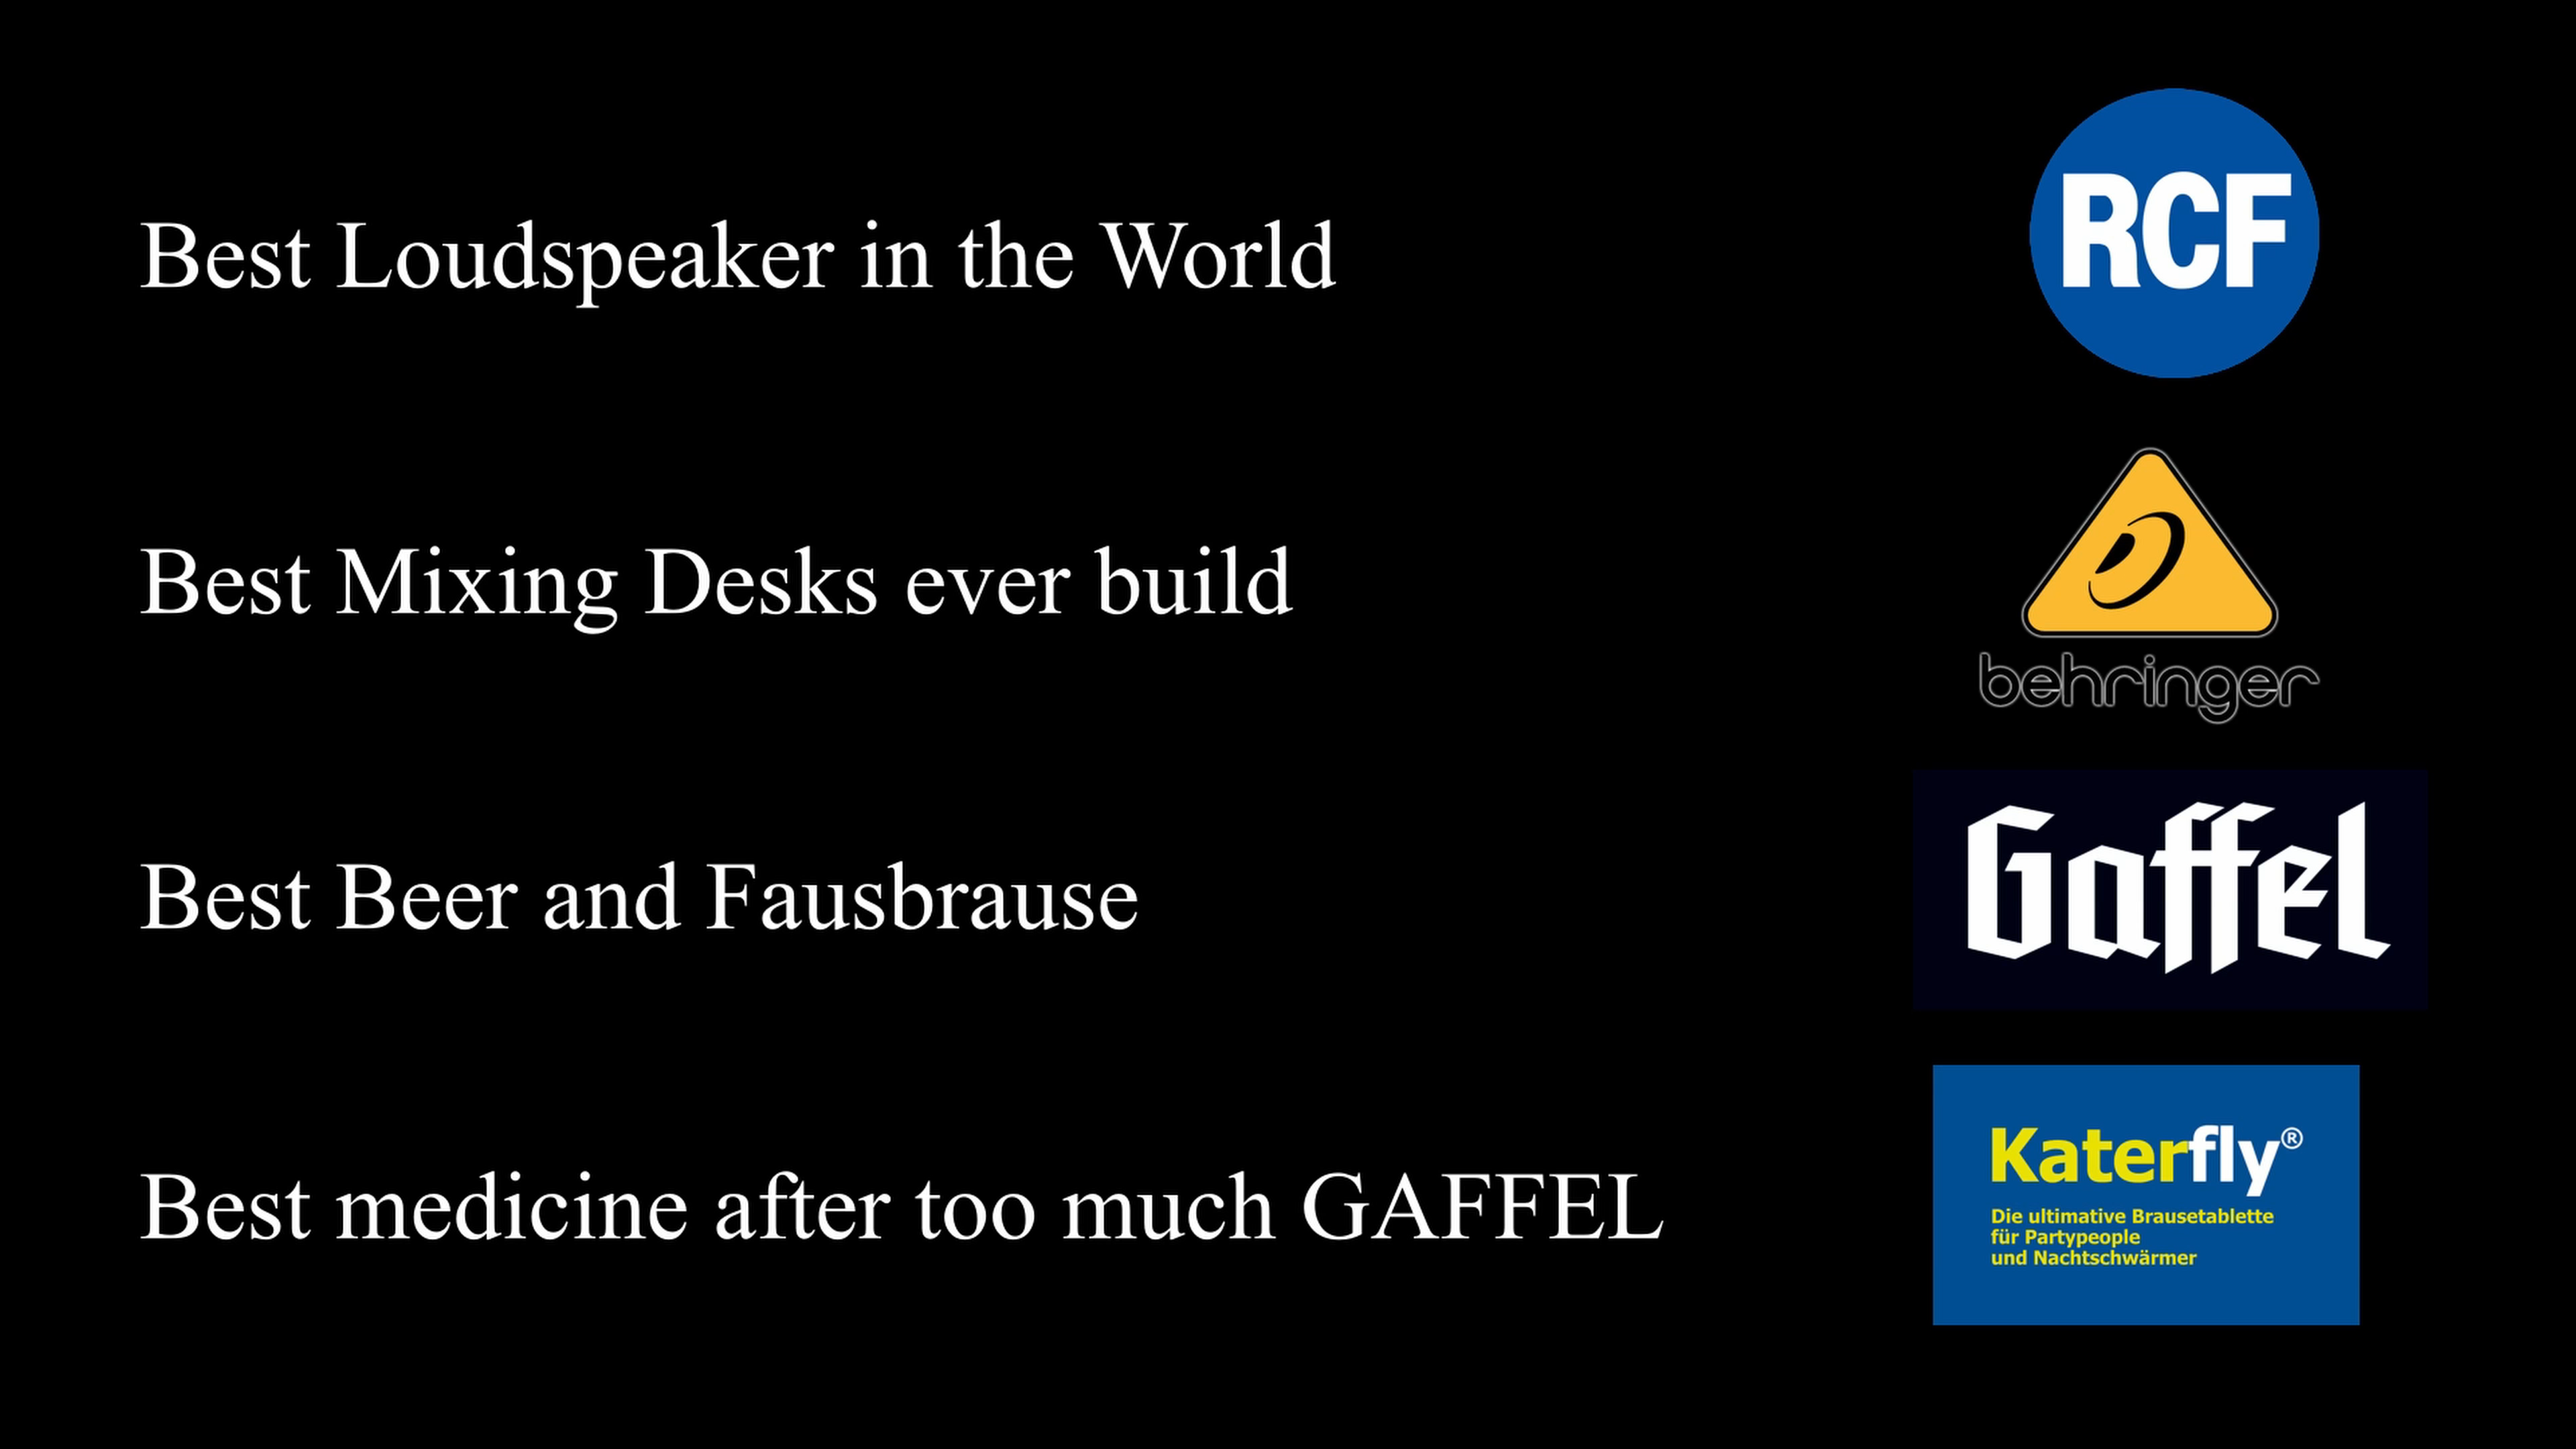 Best Loudspeaker in the World
RCF
Best Mixing Desks ever build
behringer
Best Beer and Fausbrause
Gaffel
Best medicine after too much GAFFEL
Katerfly®
Die ultimative Brausetablette
für Partypeople
und Nachtschwärmer